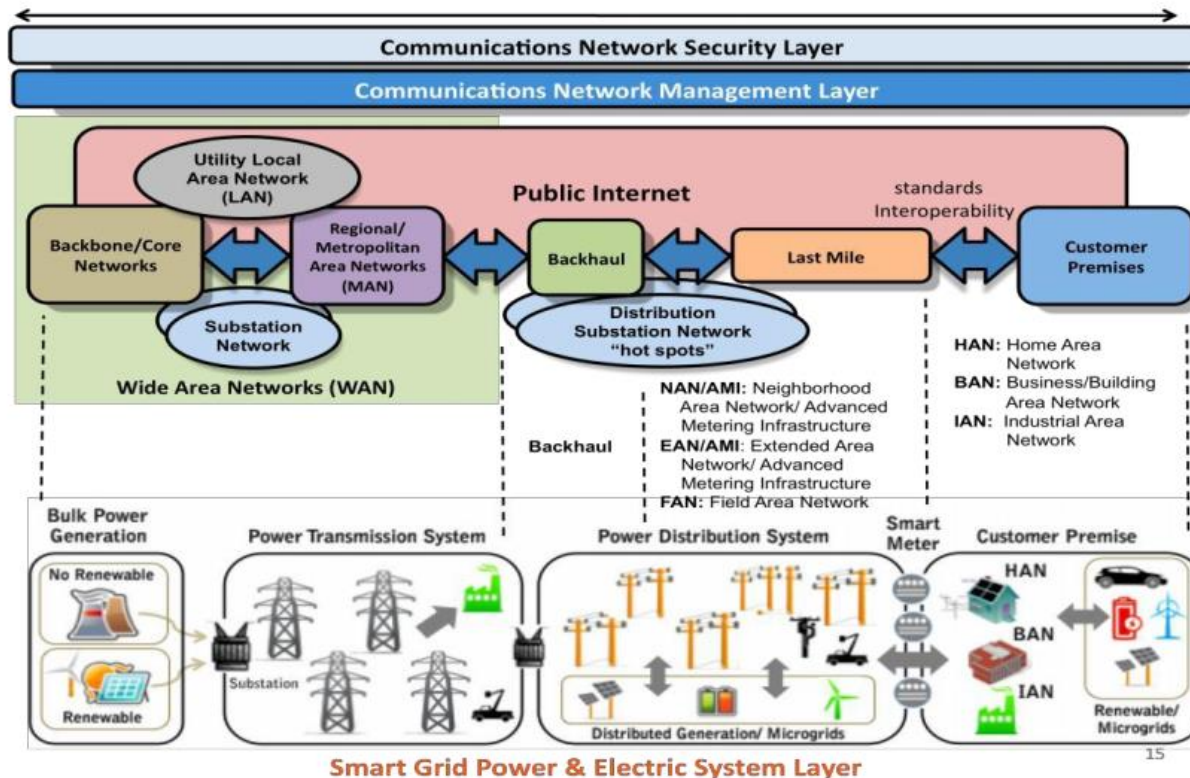 Communications Network Security Layer
Communications Network Management Layer
Utility Local
Area Network
(LAN)
Public Internet
standards
Interoperability
Backbone/Core
Networks
Regional/
Metropolitan
Area Networks
(MAN)
Backhaul
Last Mile
Customer
Premises
Substation
Network
Distribution
Substation Network
“hot spots”
Wide Area Networks (WAN)
HAN: Home Area
Network
BAN: Business/Building
Area Network
IAN: Industrial Area
Network
Backhaul
NAN/AMI: Neighborhood
Area Network/ Advanced
Metering Infrastructure
EAN/AMI: Extended Area
Network/ Advanced
Metering Infrastructure
FAN: Field Area Network
Bulk Power
Generation
Power Transmission System
Power Distribution System
Smart
Meter
Customer Premise
No Renewable
Renewable
Substation
Distributed Generation/ Microgrids
HAN
BAN
IAN
Renewable/
Microgrids
15
Smart Grid Power & Electric System Layer